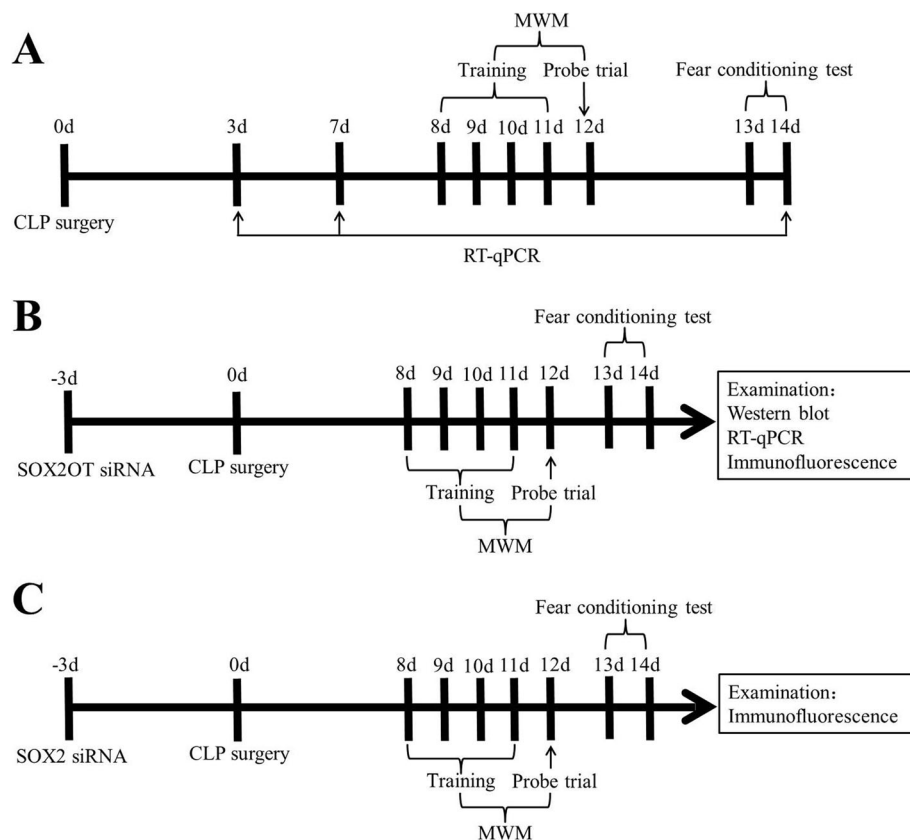 A
MWM
Training Probe trial
Fear conditioning test
0d 3d 7d 8d 9d 10d 11d 12d 13d 14d
CLP surgery
RT-qPCR
B
Fear conditioning test
-3d 0d 8d 9d 10d 11d 12d 13d 14d
SOX2OT siRNA CLP surgery
Training Probe trial
MWM
Examination:
Western blot
RT-qPCR
Immunofluorescence
C
Fear conditioning test
-3d 0d 8d 9d 10d 11d 12d 13d 14d
SOX2 siRNA CLP surgery
Training Probe trial
MWM
Examination:
Immunofluorescence